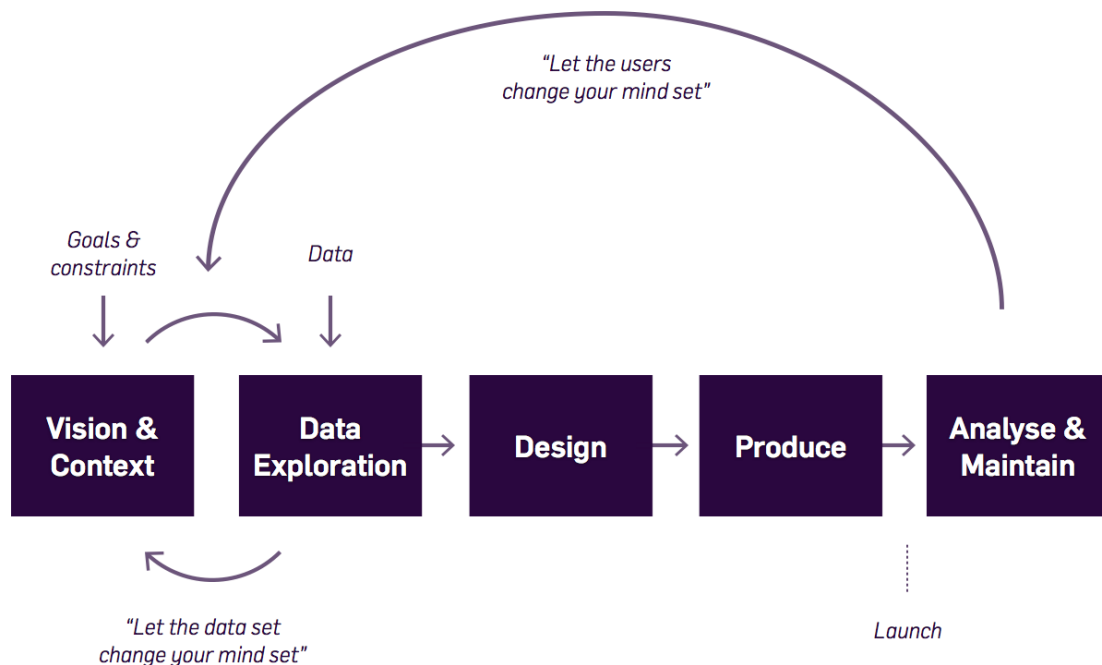 “Let the users
change your mind set”
Goals &
constraints
Data
Vision &
Context
Data
Exploration
Design
Produce
Analyse &
Maintain
“Let the data set
change your mind set”
Launch